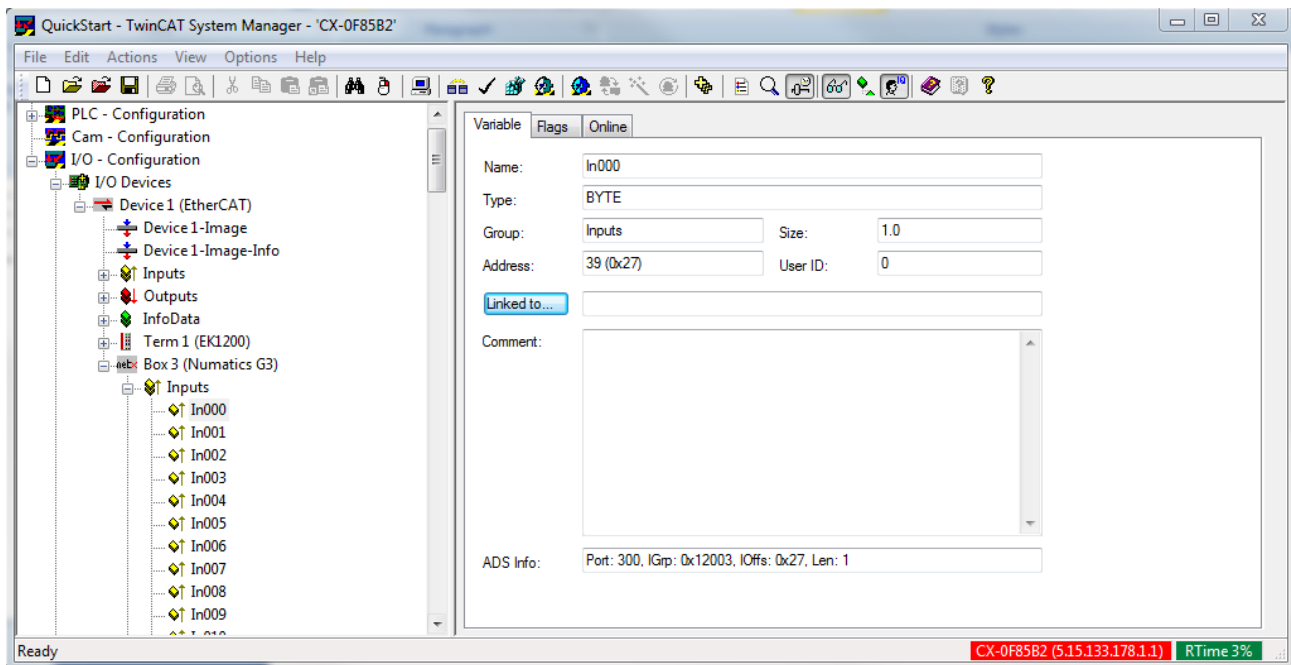 QuickStart - TwinCAT System Manager - 'CX-0F85B2'
File Edit Actions View Options Help
PLC - Configuration
Cam - Configuration
I/O - Configuration
I/O Devices
Device 1 (EtherCAT)
Device 1-Image
Device 1-Image-Info
Inputs
Outputs
InfoData
Term 1 (EK1200)
Box 3 (Numatics G3)
Inputs
In000
In001
In002
In003
In004
In005
In006
In007
In008
In009
Variable Flags Online
Name: In000
Type: BYTE
Group: Inputs Size: 1.0
Address: 39 (0x27) User ID: 0
Linked to...
Comment:
ADS Info: Port: 300, IGrp: 0x12003, IOffs: 0x27, Len: 1
Ready CX-0F85B2 (5.15.133.178.1.1) RTime 3%